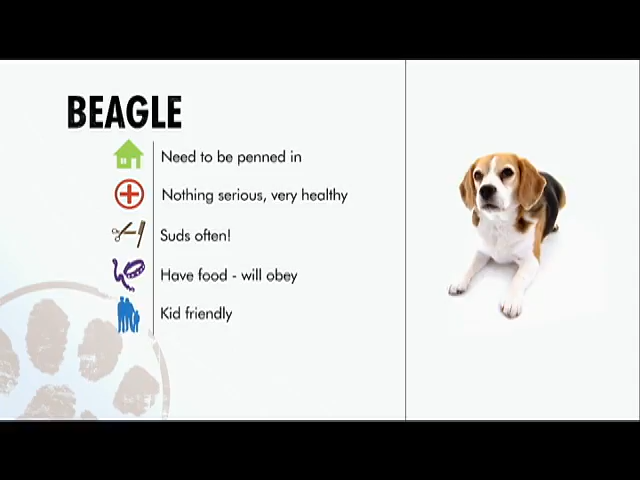 BEAGLE
Need to be penned in
Nothing serious, very healthy
Suds often!
Have food - will obey
Kid friendly